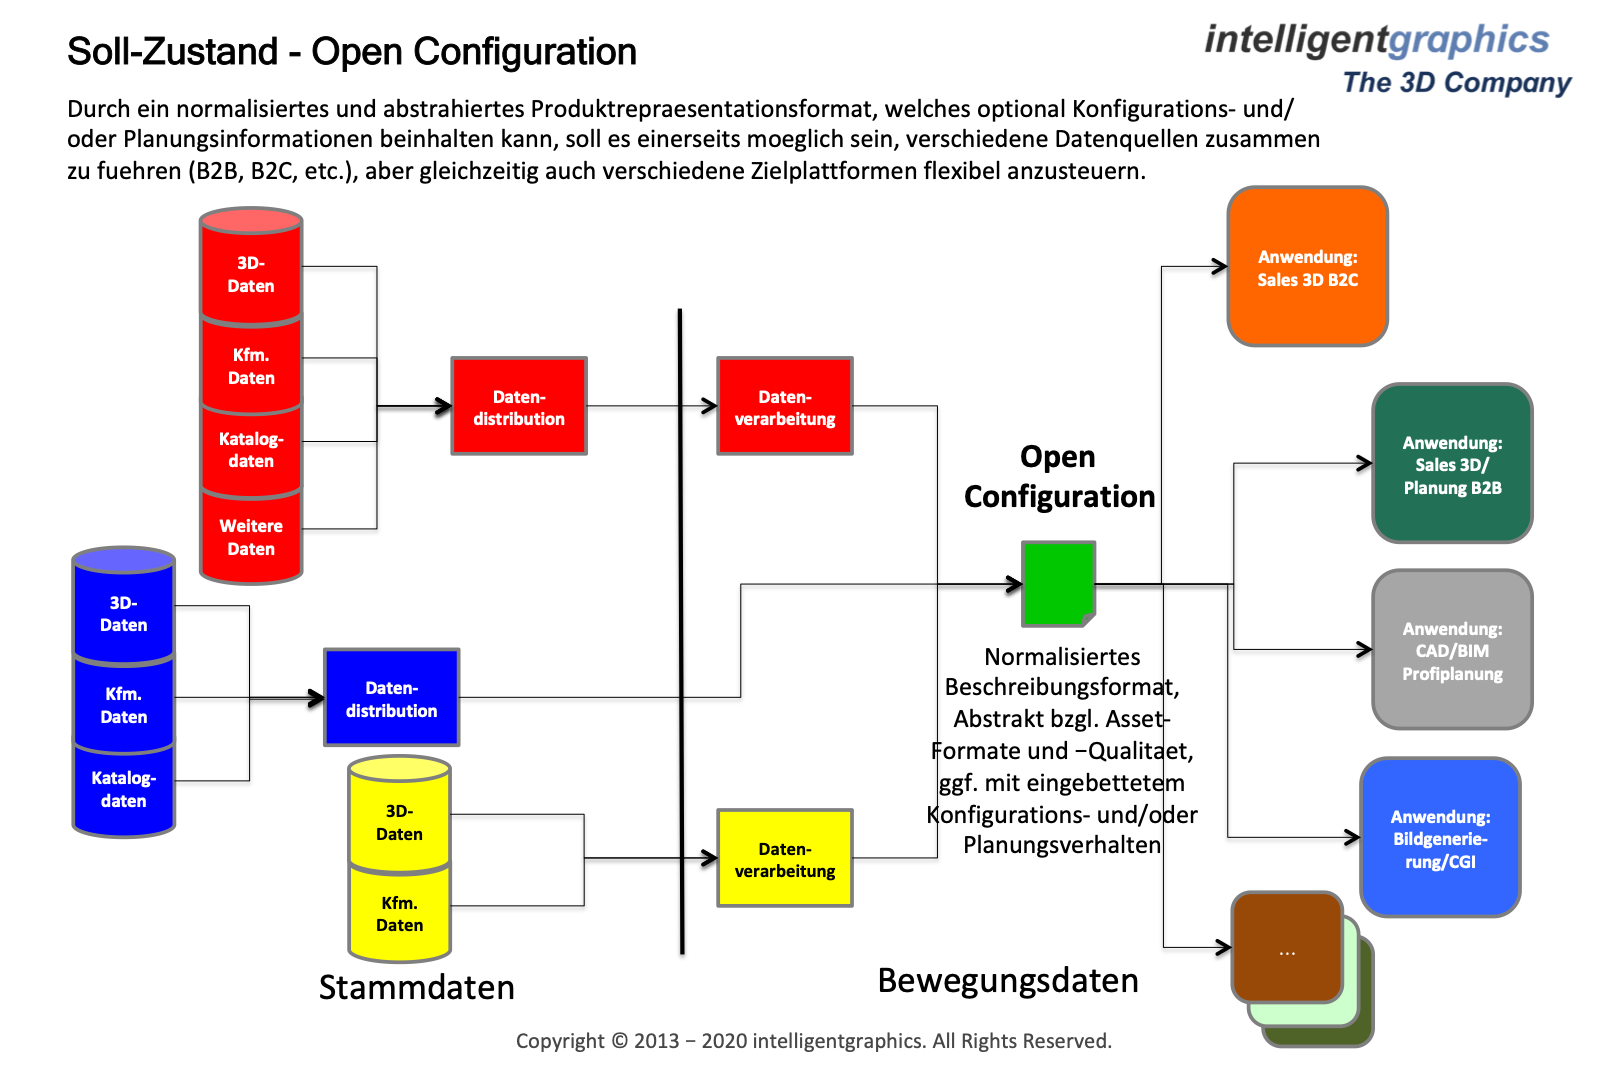 Soll-Zustand - Open Configuration
intelligentgraphics
The 3D Company
Durch ein normalisiertes und abstrahiertes Produktrepraesentationsformat, welches optional Konfigurations- und/
oder Planungsinformationen beinhalten kann, soll es einerseits moeglich sein, verschiedene Datenquellen zusammen
zu fuehren (B2B, B2C, etc.), aber gleichzeitig auch verschiedene Zielplattformen flexibel anzusteuern.
3D-
Daten
Kfm.
Daten
Katalog-
daten
Weitere
Daten
Daten-
distribution
Daten-
verarbeitung
3D-
Daten
Kfm.
Daten
Katalog-
daten
Daten-
distribution
3D-
Daten
Kfm.
Daten
Daten-
verarbeitung
Open
Configuration
Normalisiertes
Beschreibungsformat,
Abstrakt bzgl. Asset-
Formate und –Qualitaet,
ggf. mit eingebettetem
Konfigurations- und/oder
Planungsverhalten
Anwendung:
Sales 3D B2C
Anwendung:
Sales 3D/
Planung B2B
Anwendung:
CAD/BIM
Profiplanung
Anwendung:
Bildgenerie-
rung/CGI
...
Stammdaten
Bewegungsdaten
Copyright © 2013 – 2020 intelligentgraphics. All Rights Reserved.